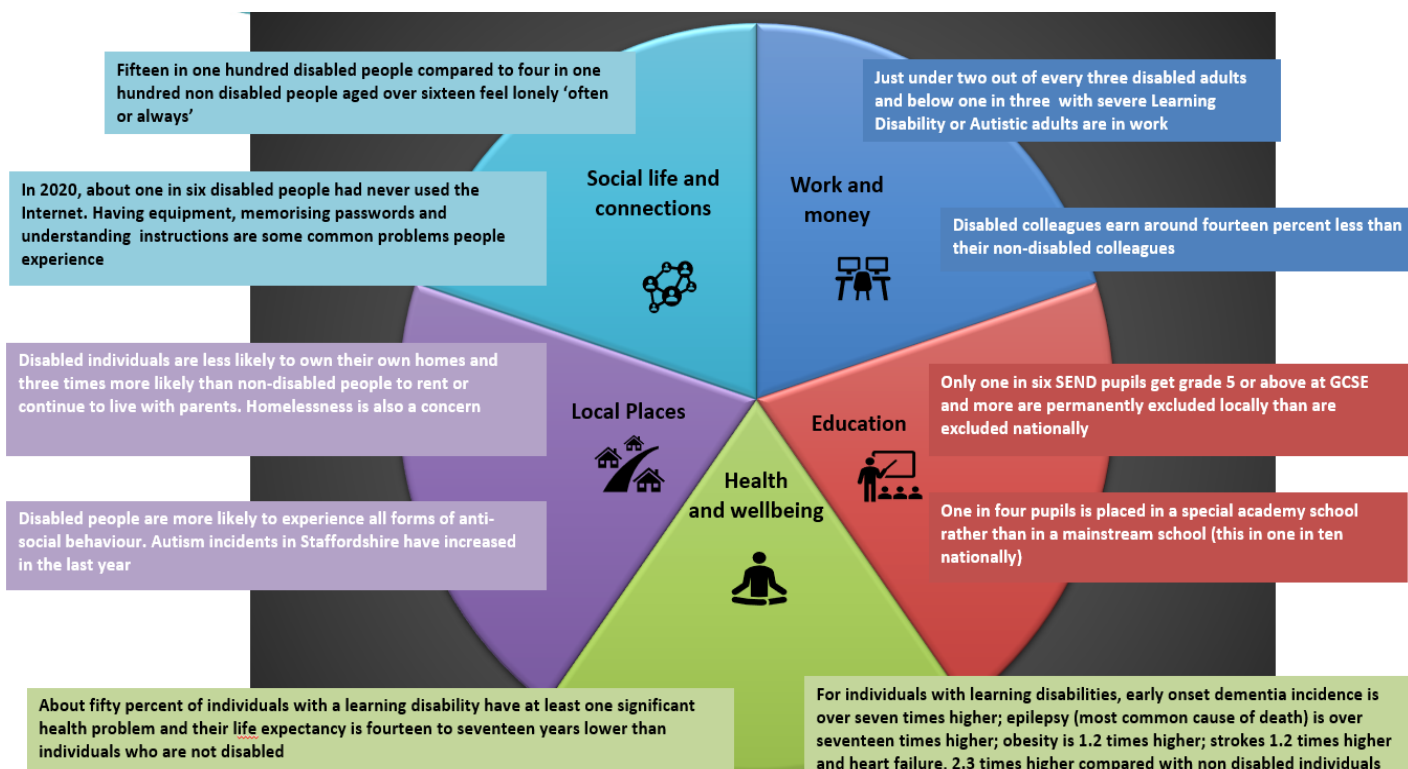 Fifteen in one hundred disabled people compared to four in one
hundred non disabled people aged over sixteen feel lonely ‘often
or always’
Just under two out of every three disabled adults
and below one in three with severe Learning
Disability or Autistic adults are in work
Social life and
connections
Work and
money
In 2020, about one in six disabled people had never used the
Internet. Having equipment, memorising passwords and
understanding instructions are some common problems people
experience
Disabled colleagues earn around fourteen percent less than
their non-disabled colleagues
Disabled individuals are less likely to own their own homes and
three times more likely than non-disabled people to rent or
continue to live with parents. Homelessness is also a concern
Local Places
Education
Only one in six SEND pupils get grade 5 or above at GCSE
and more are permanently excluded locally than are
excluded nationally
Health
and wellbeing
Disabled people are more likely to experience all forms of anti-
social behaviour. Autism incidents in Staffordshire have increased
in the last year
One in four pupils is placed in a special academy school
rather than in a mainstream school (this in one in ten
nationally)
About fifty percent of individuals with a learning disability have at least one significant
health problem and their life expectancy is fourteen to seventeen years lower than
individuals who are not disabled
For individuals with learning disabilities, early onset dementia incidence is
over seven times higher; epilepsy (most common cause of death) is over
seventeen times higher; obesity is 1.2 times higher; strokes 1.2 times higher
and heart failure, 2.3 times higher compared with non disabled individuals